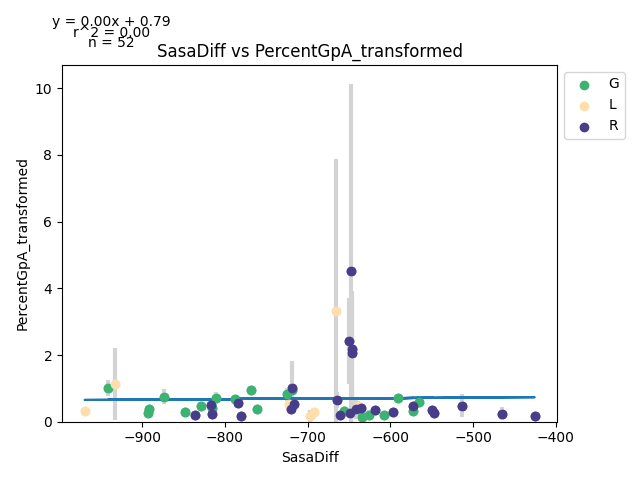 y = 0.00x + 0.79
r^2 = 0.00
n = 52
SasaDiff vs PercentGpA_transformed
G
L
R
PercentGpA_transformed
10
8
6
4
2
0
−900
−800
−700
−600
−500
−400
SasaDiff